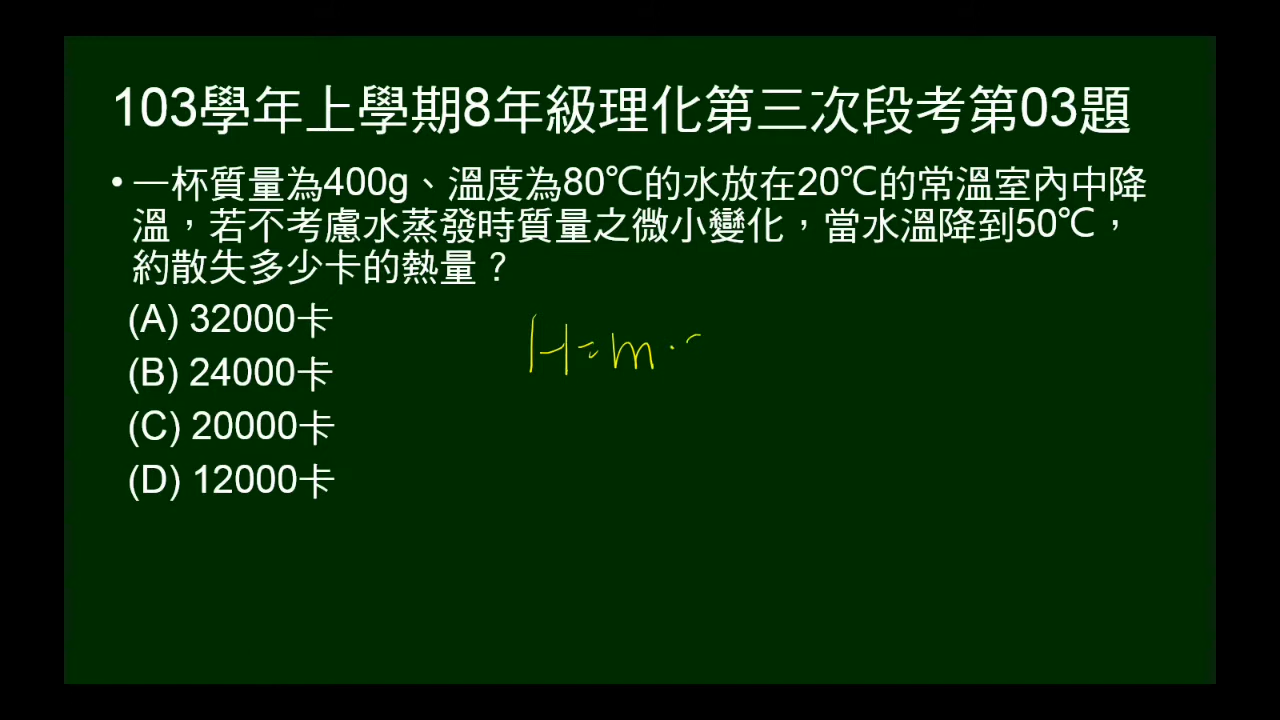 103學年上學期8年級理化第三次段考第03題
• 一杯質量為400g、溫度為80℃的水放在20℃的常溫室內中降
溫，若不考慮水蒸發時質量之微小變化，當水溫降到50℃，
約散失多少卡的熱量？
(A) 32000卡
(B) 24000卡
(C) 20000卡
(D) 12000卡
H=m·